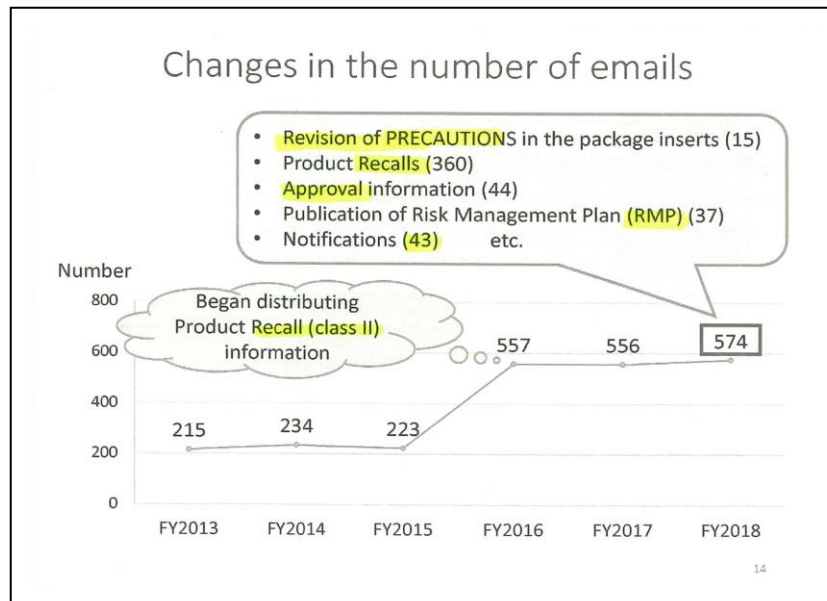 Changes in the number of emails
• Revision of PRECAUTIONS in the package inserts (15)
• Product Recalls (360)
• Approval information (44)
• Publication of Risk Management Plan (RMP) (37)
• Notifications (43) etc.
Number
Began distributing
Product Recall (class II)
information
800
600
400
200
0
215
234
223
557
556
574
FY2013
FY2014
FY2015
FY2016
FY2017
FY2018
14